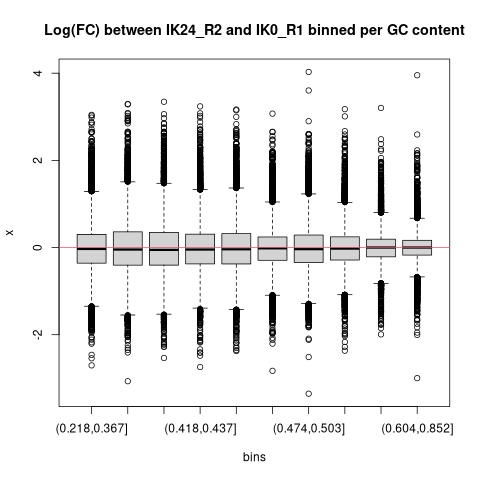 Log(FC) between IK24_R2 and IK0_R1 binned per GC content
4
2
0
-2
x
(0.218,0.367]
(0.418,0.437]
(0.474,0.503]
(0.604,0.852]
bins